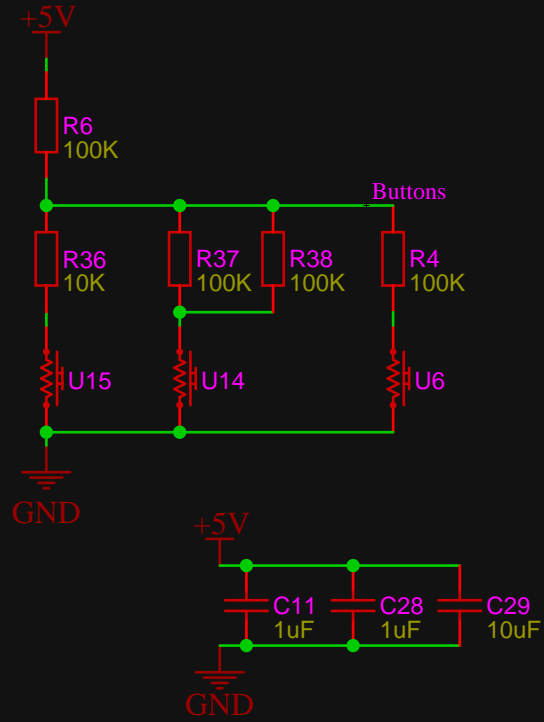 +5V
R6
100K
Buttons
R36
10K
R37
100K
R38
100K
R4
100K
U15
U14
U6
GND
+5V
C11
1uF
C28
1uF
C29
10uF
GND